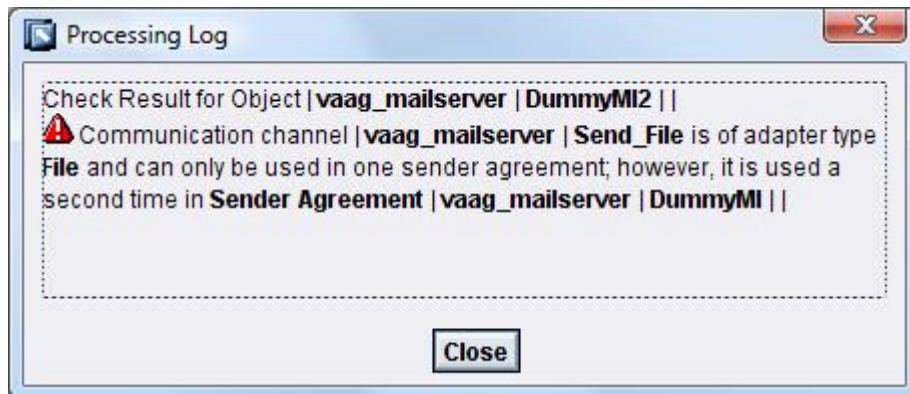 Processing Log
Check Result for Object | vaag_mailserver | DummyMI2 | |
Communication channel | vaag_mailserver | Send_File is of adapter type
File and can only be used in one sender agreement; however, it is used a
second time in Sender Agreement | vaag_mailserver | DummyMI | |
Close